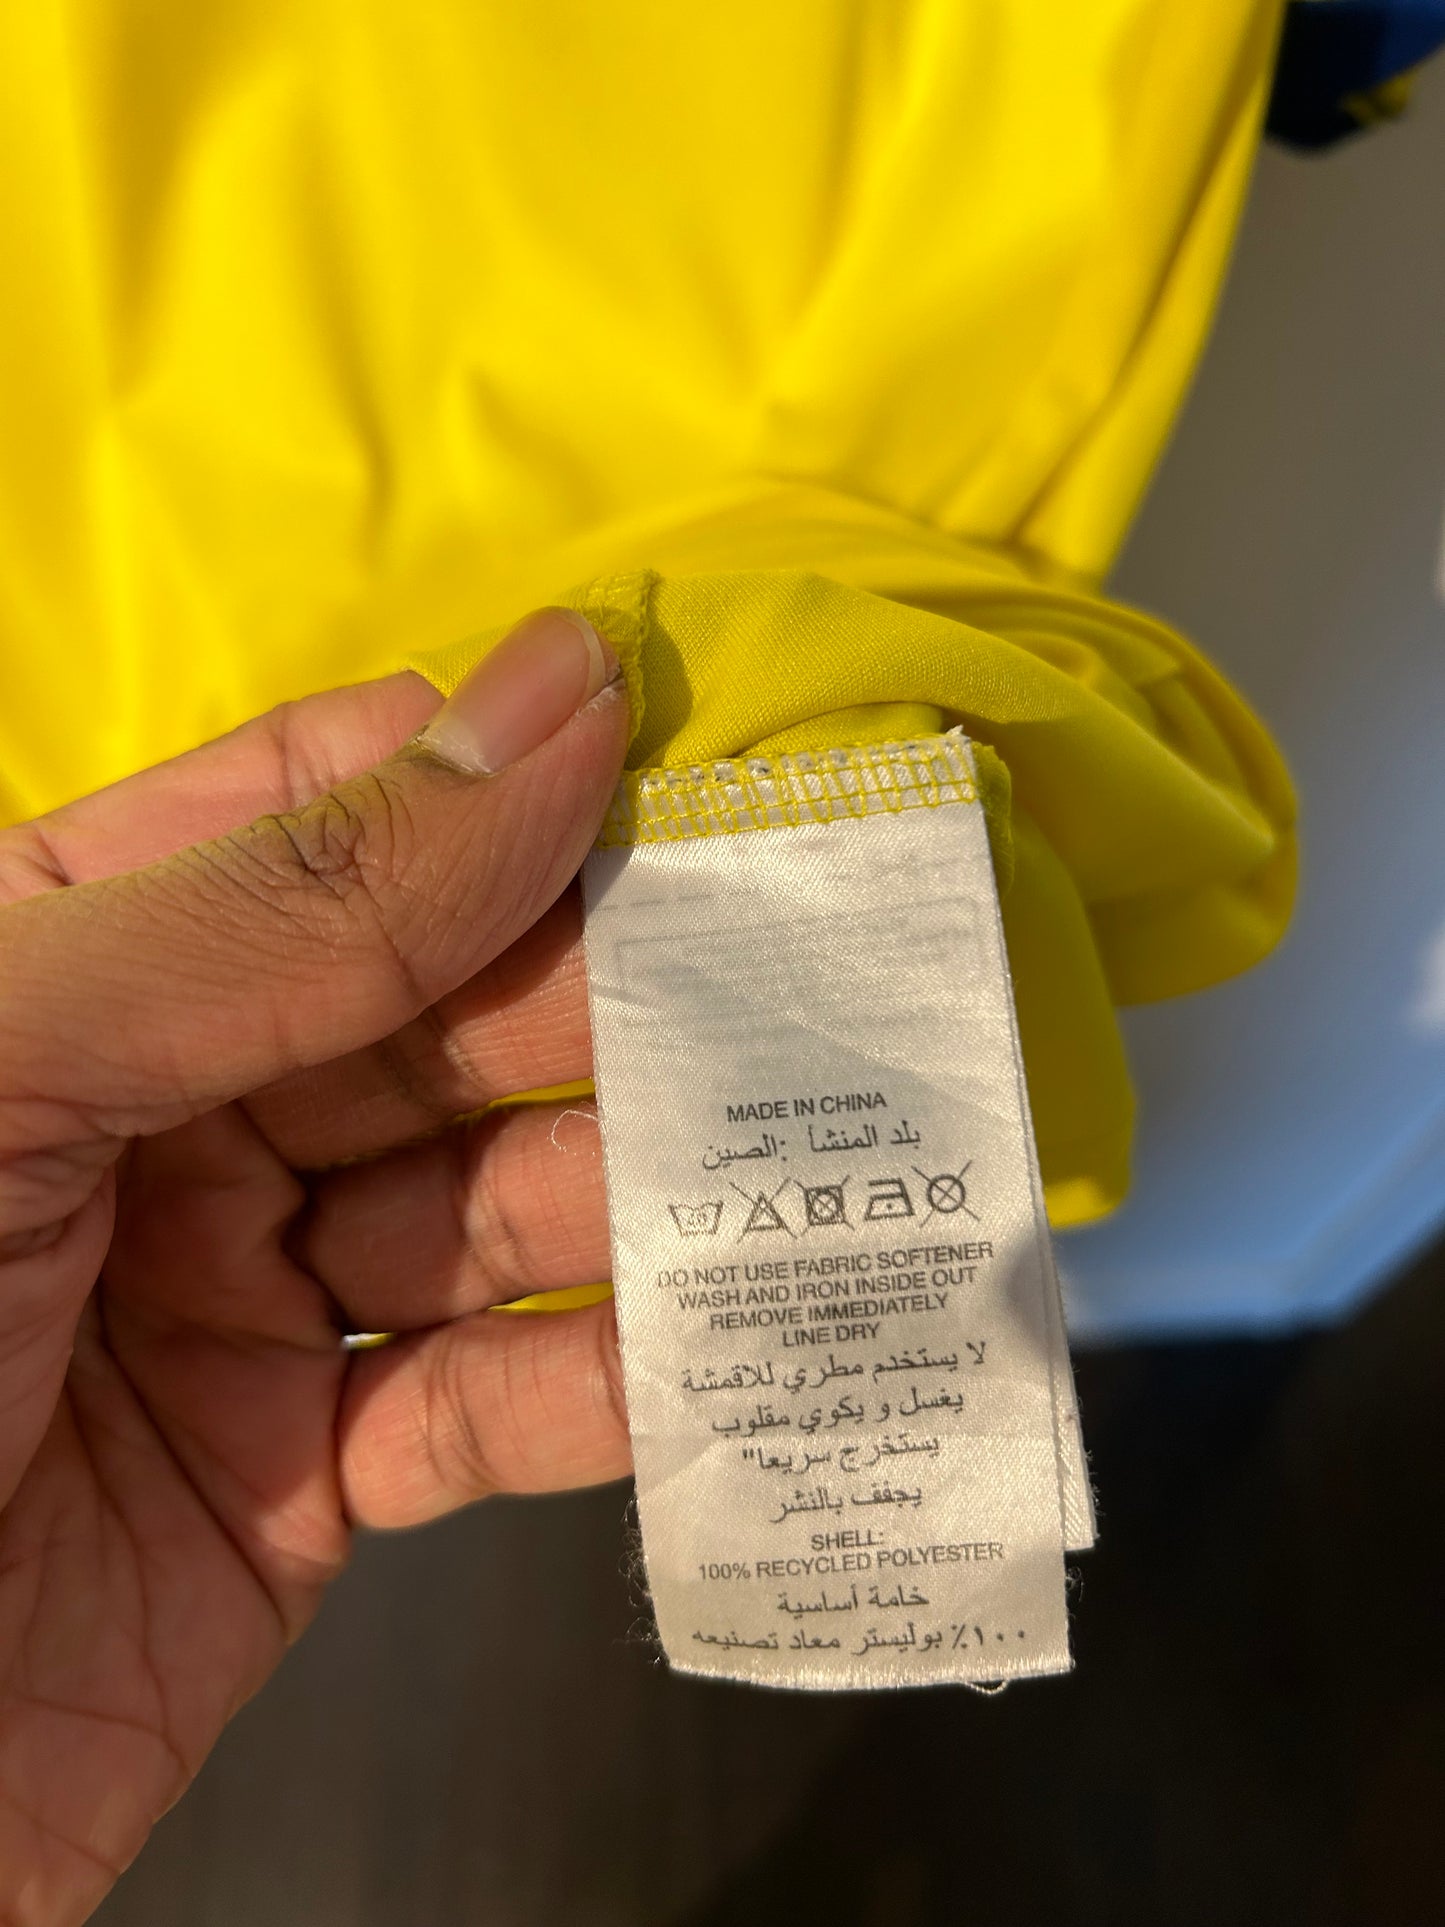 MADE IN CHINA
بلد المنشأ :الصين
DO NOT USE FABRIC SOFTENER
WASH AND IRON INSIDE OUT
REMOVE IMMEDIATELY
LINE DRY
لا يستخدم مطري للاقمشة
يغسل و يكوي مقلوب
يستخرج سريعا"
يجفف بالنشر
SHELL:
100% RECYCLED POLYESTER
خامة أساسية
١٠٠٪ بوليستر معاد تصنيعه